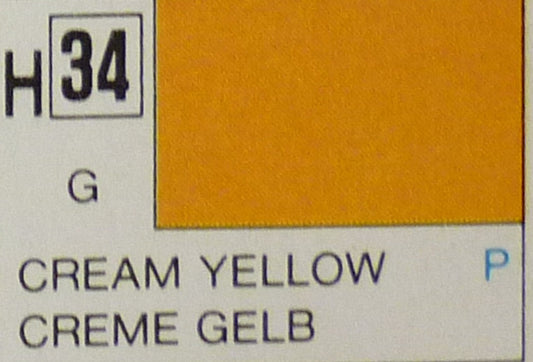 H 34
G
CREAM YELLOW P
CREME GELB